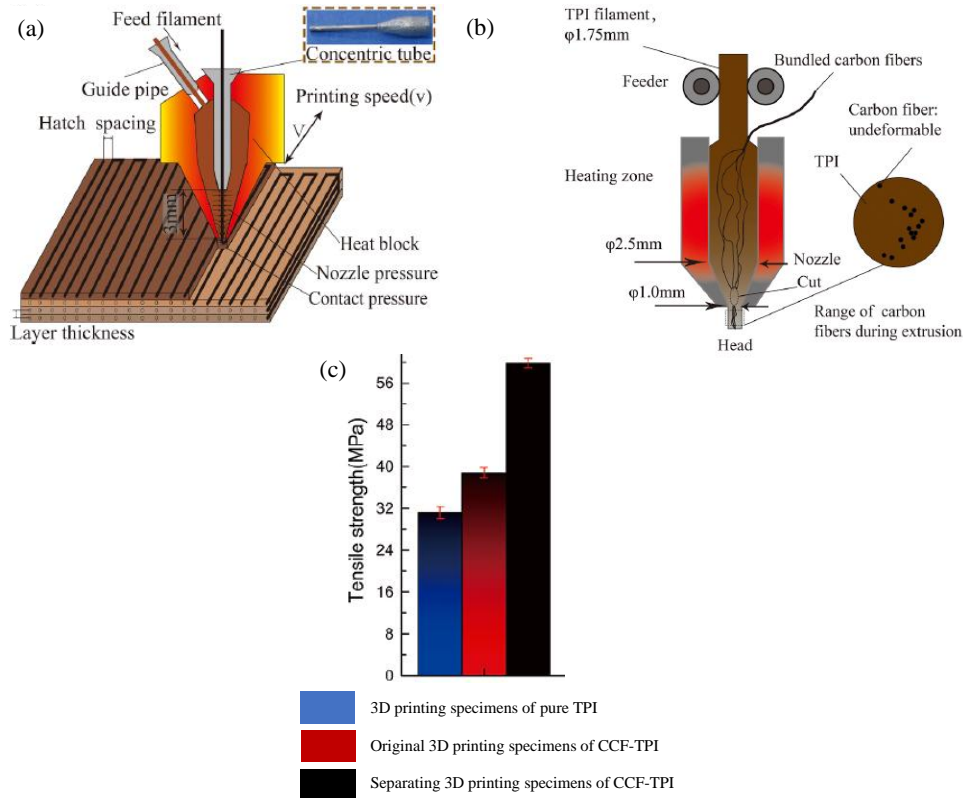 (a)
Feed filament
Concentric tube
Guide pipe
Printing speed(v)
Hatch spacing
V
3mm
Heat block
Nozzle pressure
Contact pressure
Layer thickness
(b)
TPI filament,
φ1.75mm
Bundled carbon fibers
Feeder
Carbon fiber:
undeformable
TPI
Heating zone
φ2.5mm
Nozzle
Cut
φ1.0mm
Range of carbon
fibers during extrusion
Head
(c)
Tensile strength(MPa)
56
48
40
32
24
16
8
0
3D printing specimens of pure TPI
Original 3D printing specimens of CCF-TPI
Separating 3D printing specimens of CCF-TPI